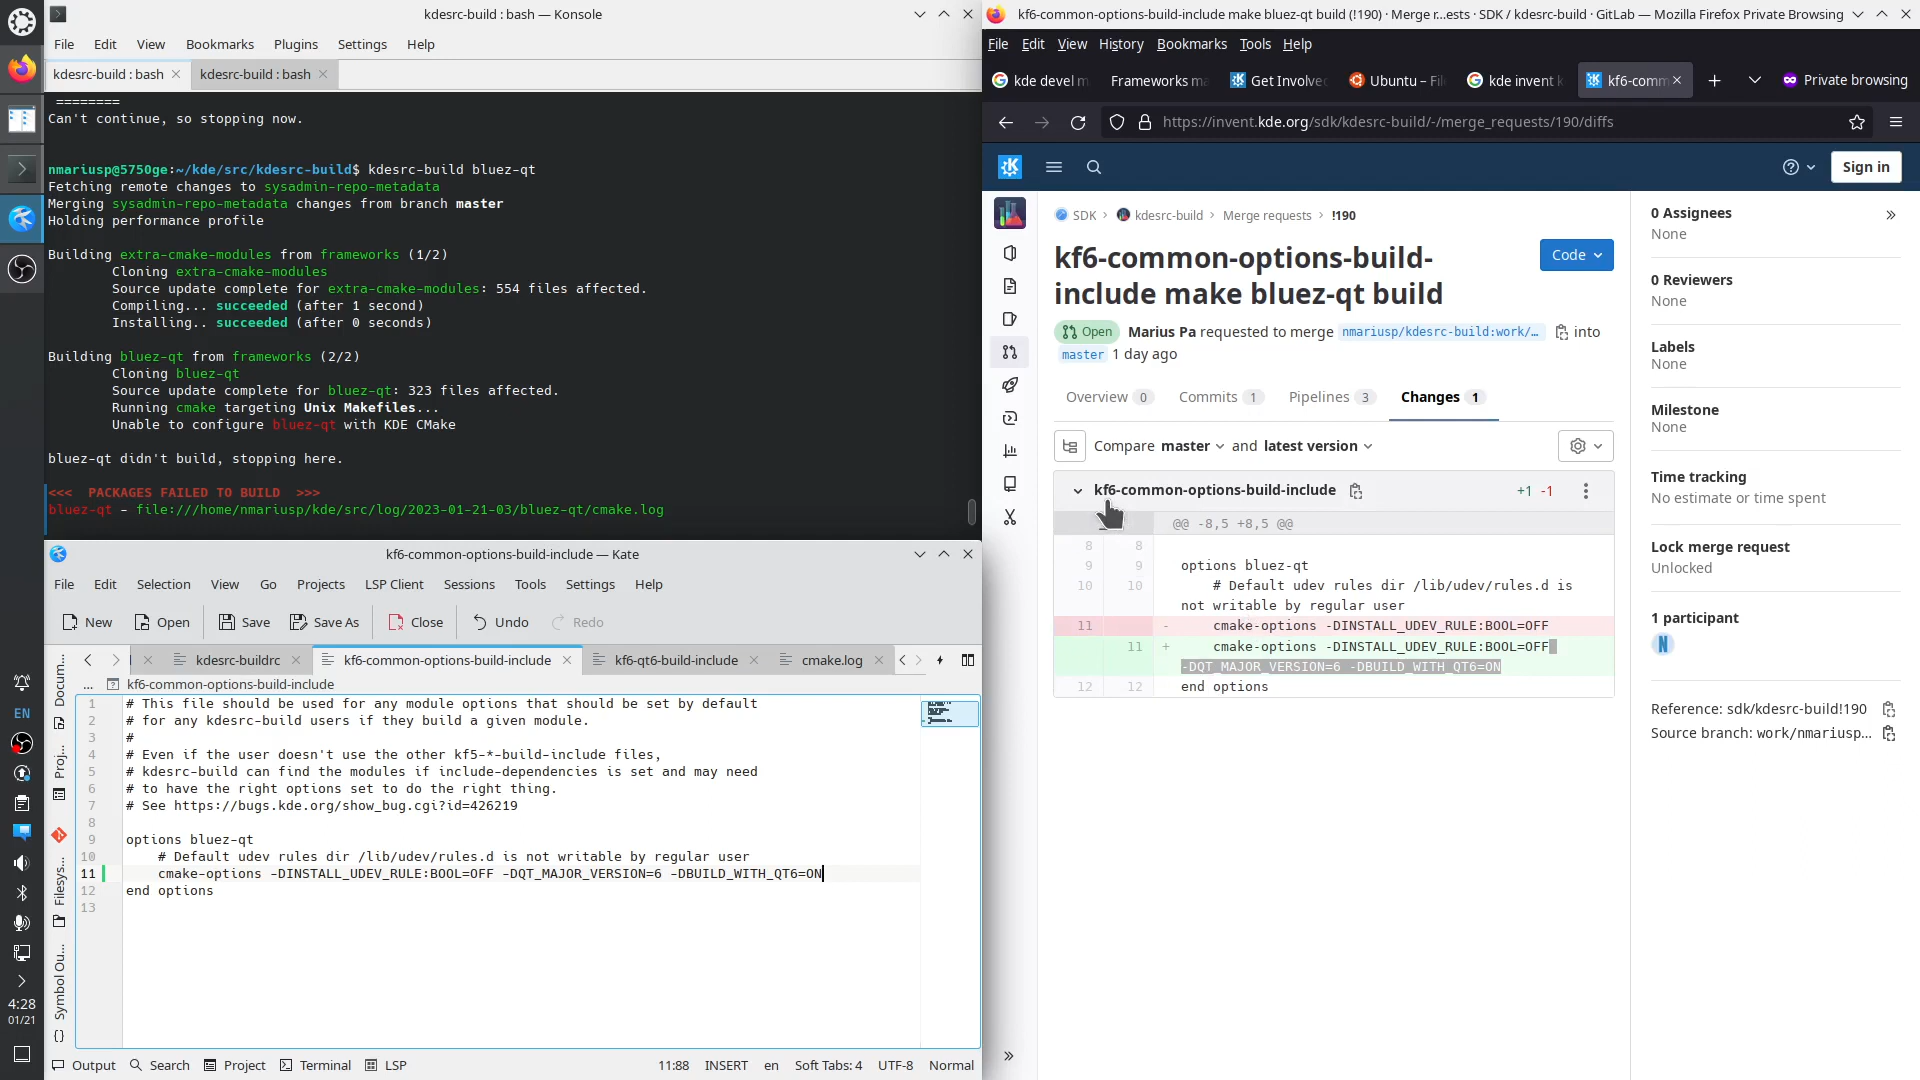 kdesrc-build : bash — Konsole
File Edit View Bookmarks Plugins Settings Help
kdesrc-build : bash
kdesrc-build : bash
========
Can't continue, so stopping now.
nmariusp@5750ge:~/kde/src/kdesrc-build$ kdesrc-build bluez-qt
Fetching remote changes to sysadmin-repo-metadata
Merging sysadmin-repo-metadata changes from branch master
Holding performance profile
Building extra-cmake-modules from frameworks (1/2)
Cloning extra-cmake-modules
Source update complete for extra-cmake-modules: 554 files affected.
Compiling... succeeded (after 1 second)
Installing.. succeeded (after 0 seconds)
Building bluez-qt from frameworks (2/2)
Cloning bluez-qt
Source update complete for bluez-qt: 323 files affected.
Running cmake targeting Unix Makefiles...
Unable to configure bluez-qt with KDE CMake
bluez-qt didn't build, stopping here.
<<<  PACKAGES FAILED TO BUILD  >>>
bluez-qt - file:///home/nmariusp/kde/src/log/2023-01-21-03/bluez-qt/cmake.log
kf6-common-options-build-include — Kate
File Edit Selection View Go Projects LSP Client Sessions Tools Settings Help
New Open Save Save As Close Undo Redo
kdesrc-buildrc kf6-common-options-build-include kf6-qt6-build-include cmake.log
... kf6-common-options-build-include
1 # This file should be used for any module options that should be set by default
2 # for any kdesrc-build users if they build a given module.
3 #
4 # Even if the user doesn't use the other kf5-*-build-include files,
5 # kdesrc-build can find the modules if include-dependencies is set and may need
6 # to have the right options set to do the right thing.
7 # See https://bugs.kde.org/show_bug.cgi?id=426219
8
9 options bluez-qt
10 # Default udev rules dir /lib/udev/rules.d is not writable by regular user
11 cmake-options -DINSTALL_UDEV_RULE:BOOL=OFF -DQT_MAJOR_VERSION=6 -DBUILD_WITH_QT6=ON
12 end options
13
Docum...
Proj...
Filesys...
Symbol Ou...
Output Search Project Terminal LSP 11:88 INSERT en Soft Tabs: 4 UTF-8 Normal
EN
4:28
01/21
kf6-common-options-build-include make bluez-qt build (!190) · Merge r...ests · SDK / kdesrc-build · GitLab — Mozilla Firefox Private Browsing
File Edit View History Bookmarks Tools Help
kde devel m
Frameworks ma
Get Involve
Ubuntu – Fil
kde invent k
kf6-comm
Private browsing
https://invent.kde.org/sdk/kdesrc-build/-/merge_requests/190/diffs
Sign in
SDK › kdesrc-build › Merge requests › !190
kf6-common-options-build-
include make bluez-qt build
Code
Open Marius Pa requested to merge nmariusp/kdesrc-build:work/… into
master 1 day ago
Overview 0 Commits 1 Pipelines 3 Changes 1
Compare master and latest version
kf6-common-options-build-include +1 -1
@@ -8,5 +8,5 @@
8 8
9 9 options bluez-qt
10 10 # Default udev rules dir /lib/udev/rules.d is
not writable by regular user
11 - cmake-options -DINSTALL_UDEV_RULE:BOOL=OFF
11 + cmake-options -DINSTALL_UDEV_RULE:BOOL=OFF
-DQT_MAJOR_VERSION=6 -DBUILD_WITH_QT6=ON
12 12 end options
0 Assignees
None
0 Reviewers
None
Labels
None
Milestone
None
Time tracking
No estimate or time spent
Lock merge request
Unlocked
1 participant
N
Reference: sdk/kdesrc-build!190
Source branch: work/nmariusp...